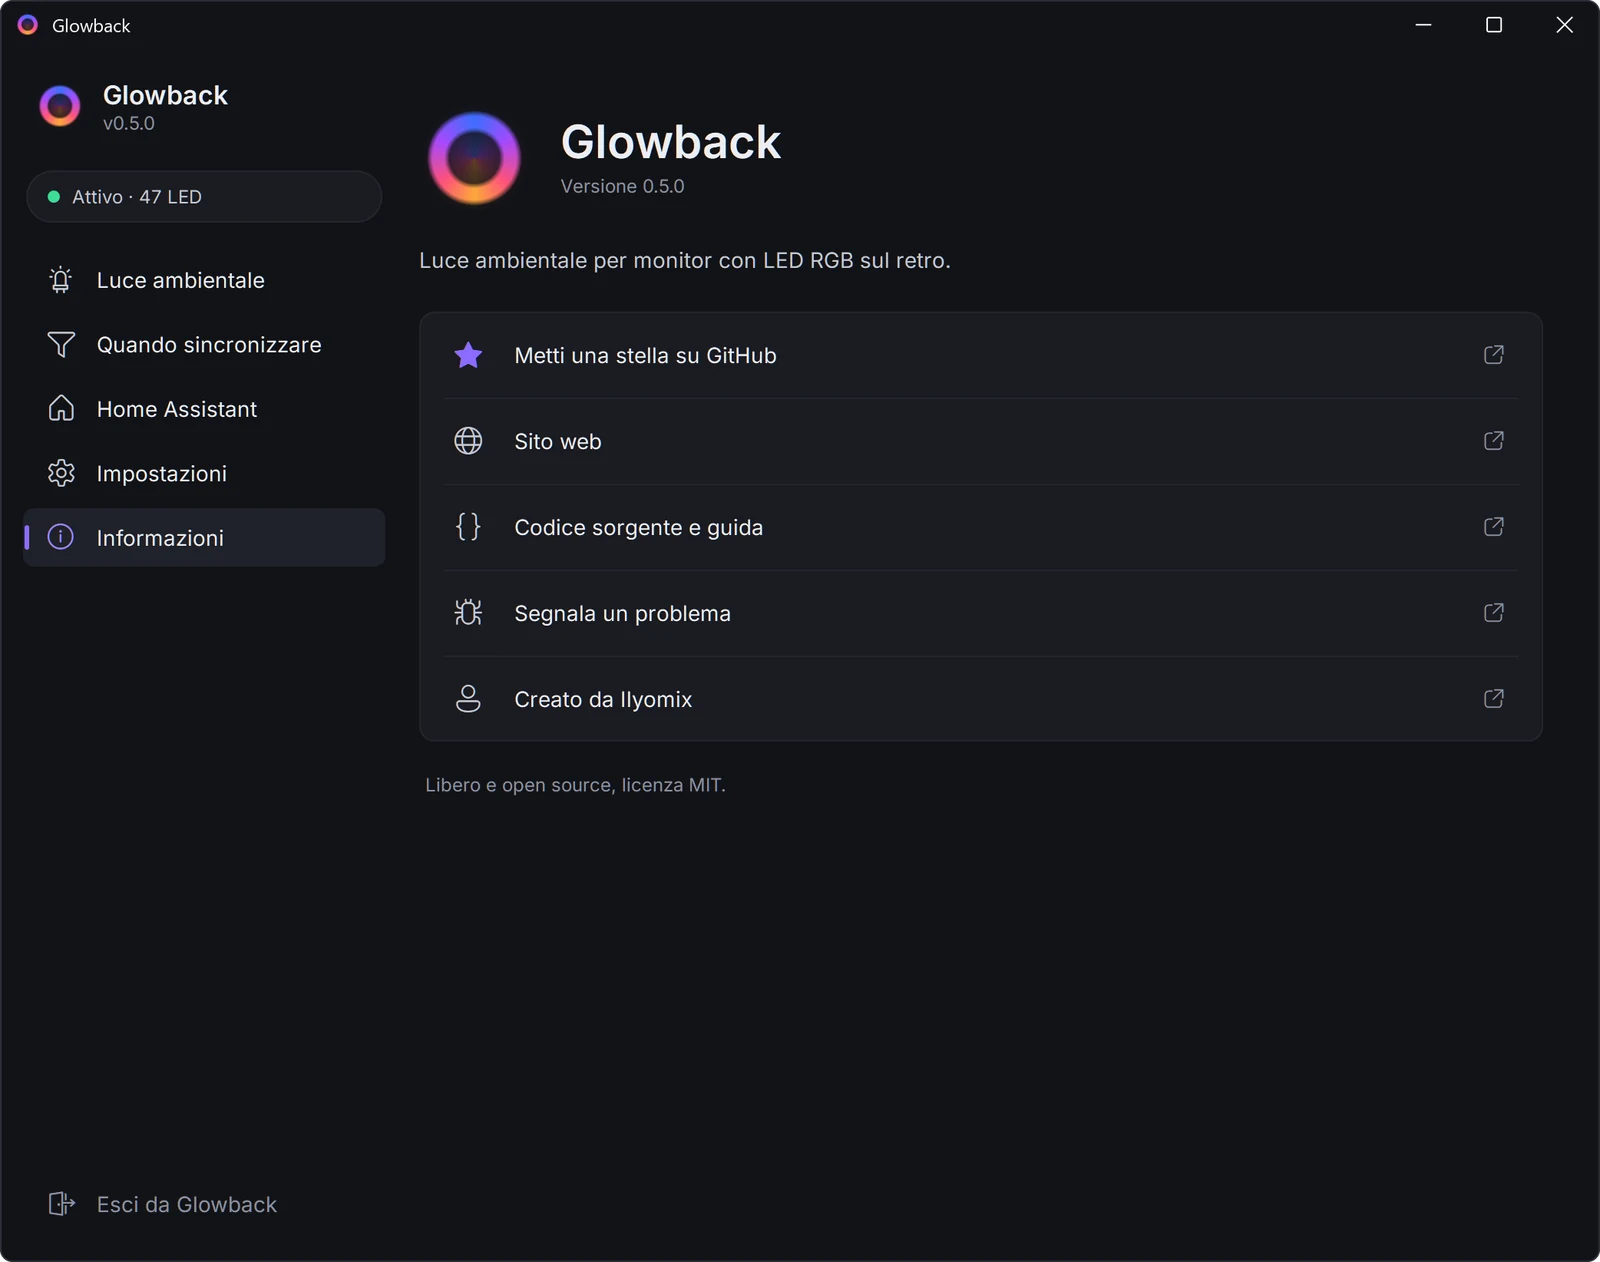 Glowback
Glowback
v0.5.0
Attivo · 47 LED
Luce ambientale
Quando sincronizzare
Home Assistant
Impostazioni
Informazioni
Esci da Glowback
Glowback
Versione 0.5.0
Luce ambientale per monitor con LED RGB sul retro.
Metti una stella su GitHub
Sito web
Codice sorgente e guida
Segnala un problema
Creato da Ilyomix
Libero e open source, licenza MIT.